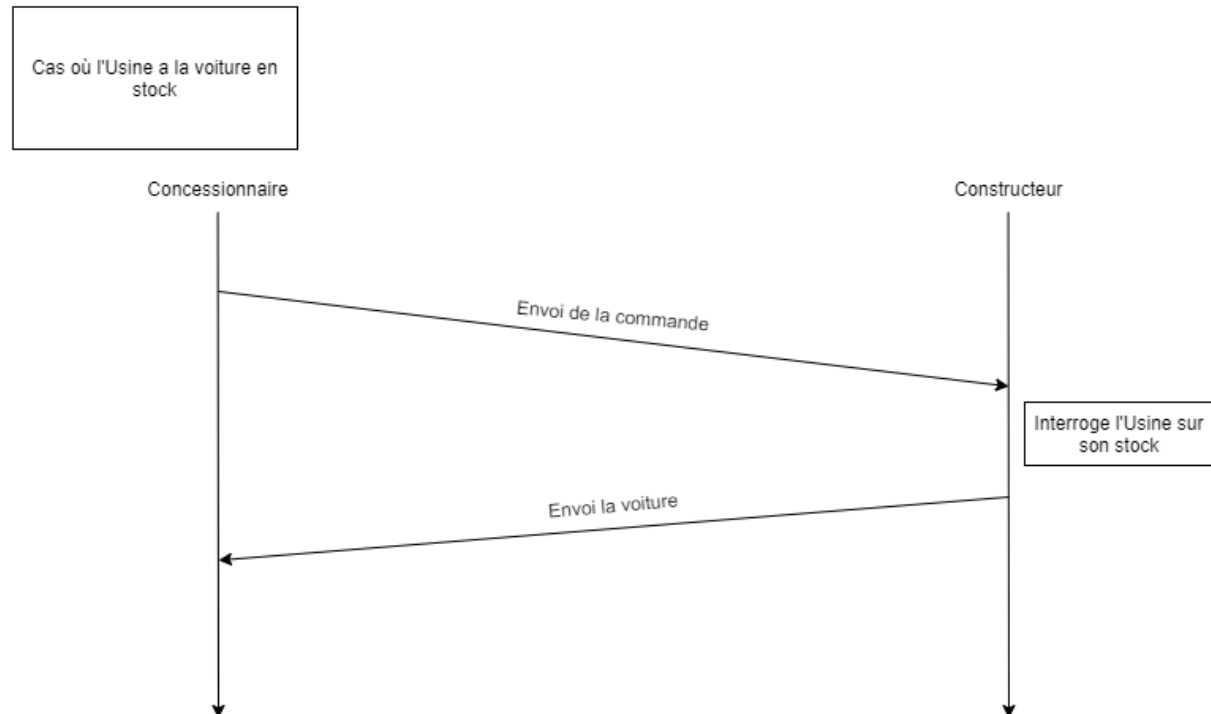 Cas où l'Usine a la voiture en
stock
Concessionnaire
Constructeur
Envoi de la commande
Interroge l'Usine sur
son stock
Envoi la voiture